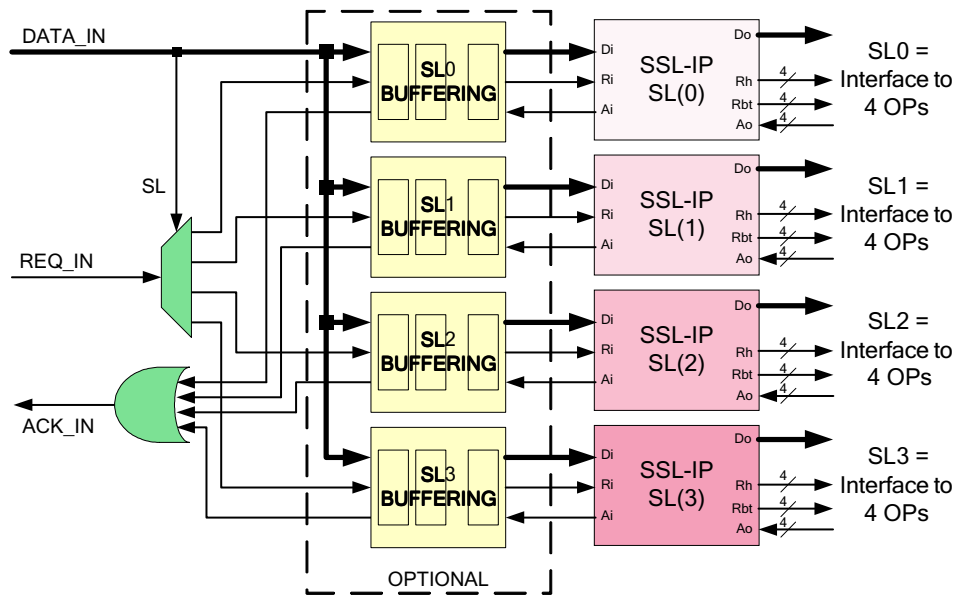 DATA_IN
SL
REQ_IN
ACK_IN
SL0
BUFFERING
SL1
BUFFERING
SL2
BUFFERING
SL3
BUFFERING
OPTIONAL
Di
Ri
Ai
SSL-IP
SL(0)
Do
Rh
Rbt
Ao
4
4
4
SL0 =
Interface to
4 OPs
Di
Ri
Ai
SSL-IP
SL(1)
Do
Rh
Rbt
Ao
4
4
4
SL1 =
Interface to
4 OPs
Di
Ri
Ai
SSL-IP
SL(2)
Do
Rh
Rbt
Ao
4
4
4
SL2 =
Interface to
4 OPs
Di
Ri
Ai
SSL-IP
SL(3)
Do
Rh
Rbt
Ao
4
4
4
SL3 =
Interface to
4 OPs